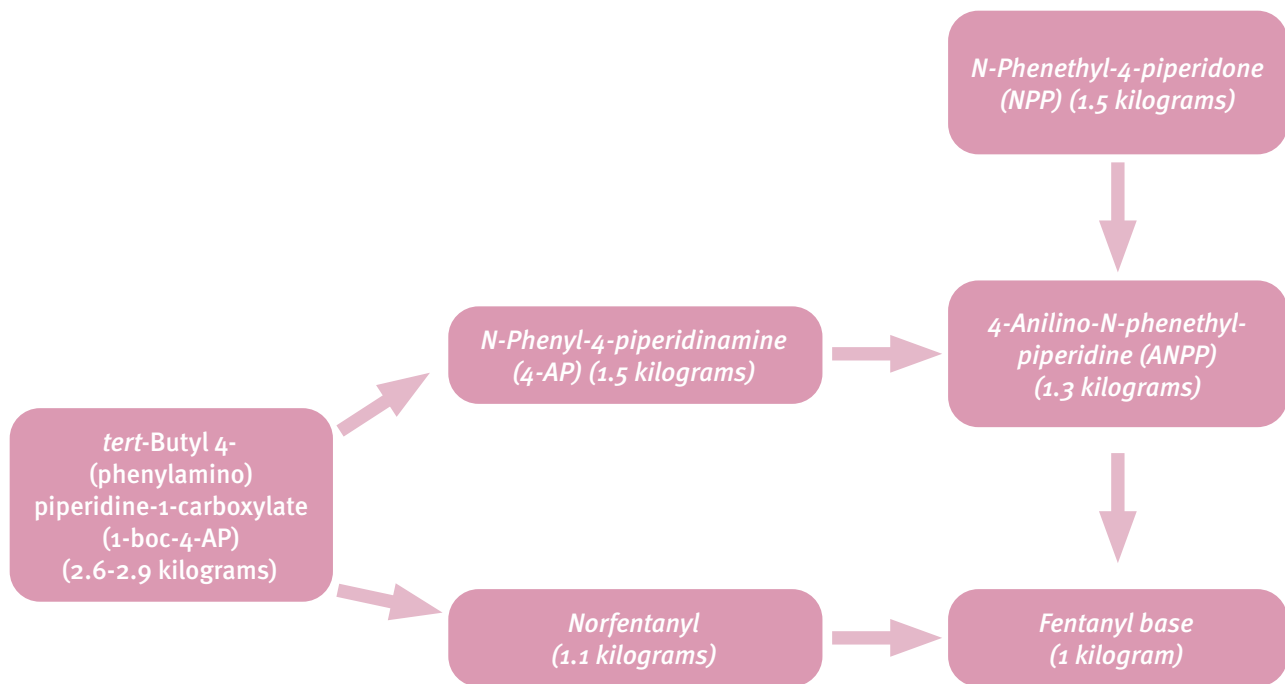 N-Phenethyl-4-piperidone
(NPP) (1.5 kilograms)
N-Phenyl-4-piperidinamine
(4-AP) (1.5 kilograms)
4-Anilino-N-phenethyl-
piperidine (ANPP)
(1.3 kilograms)
tert-Butyl 4-
(phenylamino)
piperidine-1-carboxylate
(1-boc-4-AP)
(2.6-2.9 kilograms)
Norfentanyl
(1.1 kilograms)
Fentanyl base
(1 kilogram)